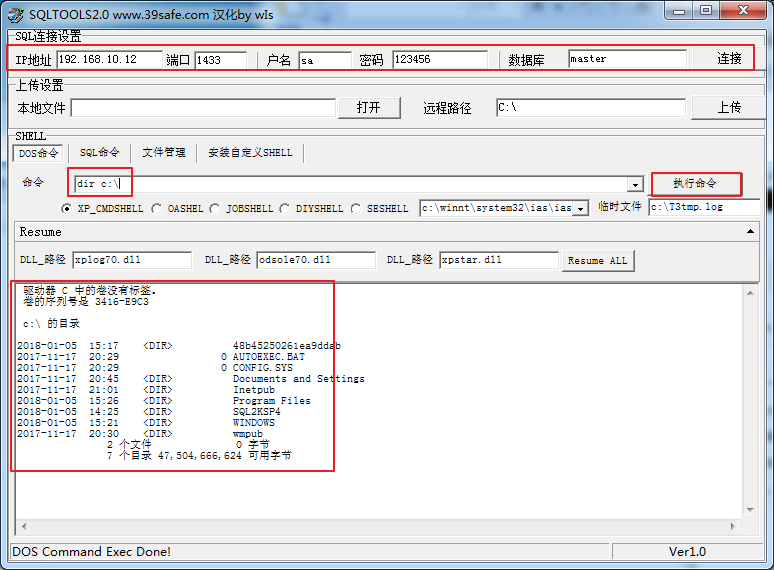 SQLTOOLS2.0 www.39safe.com 汉化by wls
SQL连接设置
IP地址 192.168.10.12 端口 1433 户名 sa 密码 123456 数据库 master 连接
上传设置
本地文件 打开 远程路径 C:\ 上传
SHELL
DOS命令 SQL命令 文件管理 安装自定义SHELL
命令 dir c:\ 执行命令
XP_CMDSHELL OASHEL JOBSHELL DIYSHELL SESHELL c:\winnt\system32\ias\ias 临时文件 c:\T3tmp.log
Resume
DLL_路径 xplog70.dll DLL_路径 odsole70.dll DLL_路径 xpstar.dll Resume ALL
驱动器 C 中的卷没有标签.
卷的序列号是 3416-E9C3
c:\ 的目录
2018-01-05 15:17 <DIR> 48b45250261ea9ddab
2017-11-17 20:29 0 AUTOEXEC.BAT
2017-11-17 20:29 0 CONFIG.SYS
2017-11-17 20:45 <DIR> Documents and Settings
2017-11-17 21:01 <DIR> Inetpub
2018-01-05 15:26 <DIR> Program Files
2018-01-05 14:25 <DIR> SQL2KSP4
2018-01-05 15:21 <DIR> WINDOWS
2017-11-17 20:30 <DIR> wmpub
2 个文件 0 字节
7 个目录 47,504,666,624 可用字节
DOS Command Exec Done! Ver1.0